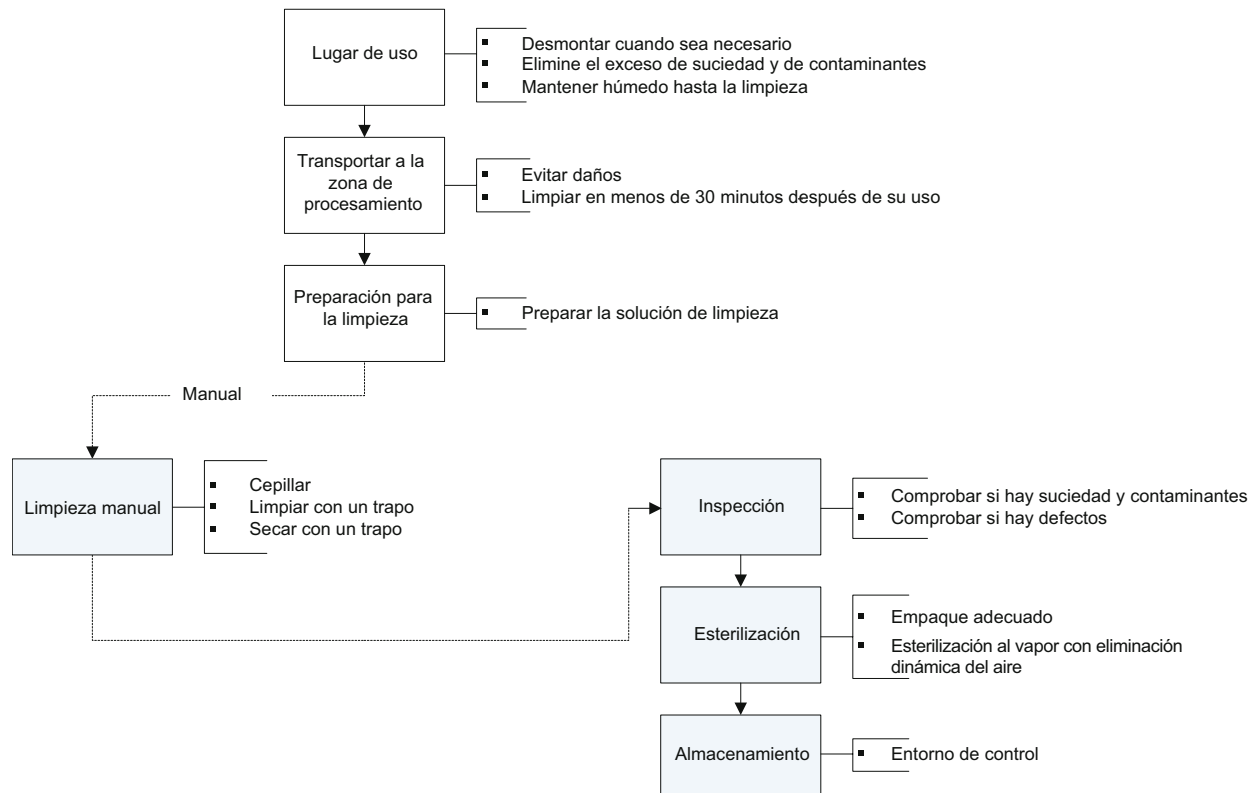 Lugar de uso
▪ Desmontar cuando sea necesario
▪ Elimine el exceso de suciedad y de contaminantes
▪ Mantener húmedo hasta la limpieza
Transportar a la
zona de
procesamiento
▪ Evitar daños
▪ Limpiar en menos de 30 minutos después de su uso
Preparación para
la limpieza
▪ Preparar la solución de limpieza
Manual
Limpieza manual
▪ Cepillar
▪ Limpiar con un trapo
▪ Secar con un trapo
Inspección
▪ Comprobar si hay suciedad y contaminantes
▪ Comprobar si hay defectos
Esterilización
▪ Empaque adecuado
▪ Esterilización al vapor con eliminación
dinámica del aire
Almacenamiento
▪ Entorno de control